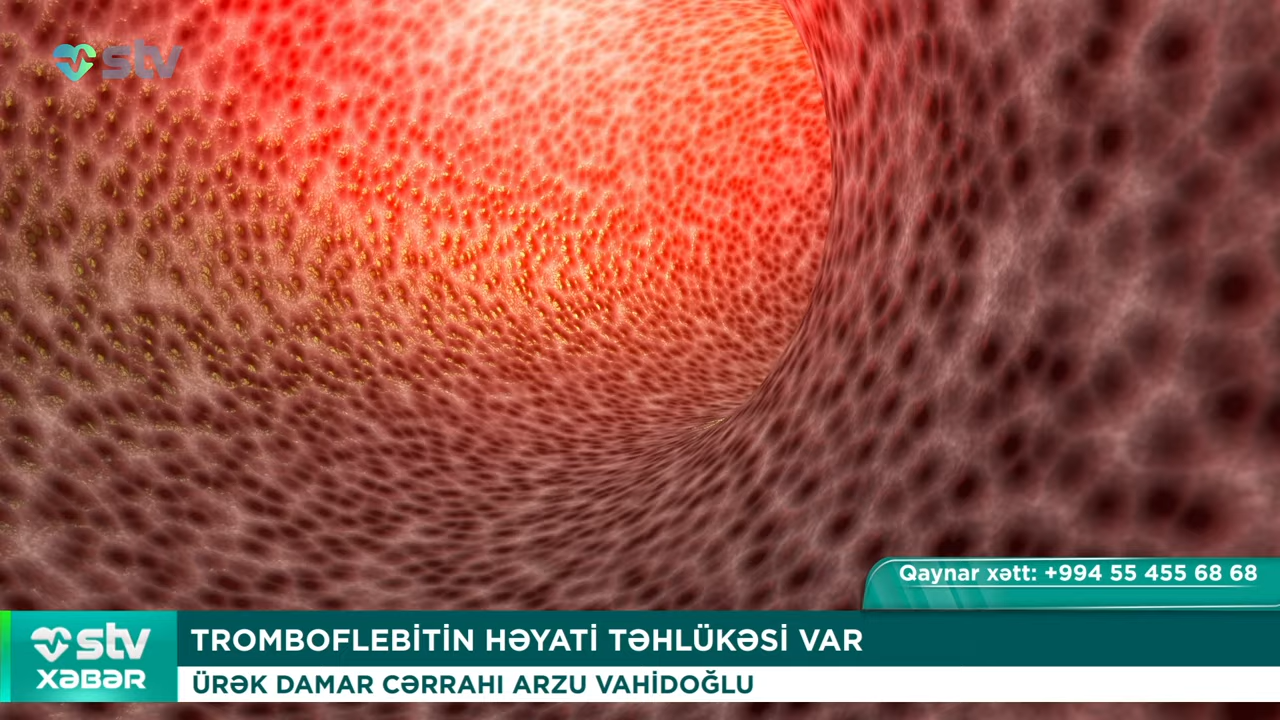 stv
Qaynar xətt: +994 55 455 68 68
stv
XƏBƏR
TROMBOFLEBİTİN HƏYATİ TƏHLÜKƏSİ VAR
ÜRƏK DAMAR CƏRRAHI ARZU VAHİDOĞLU